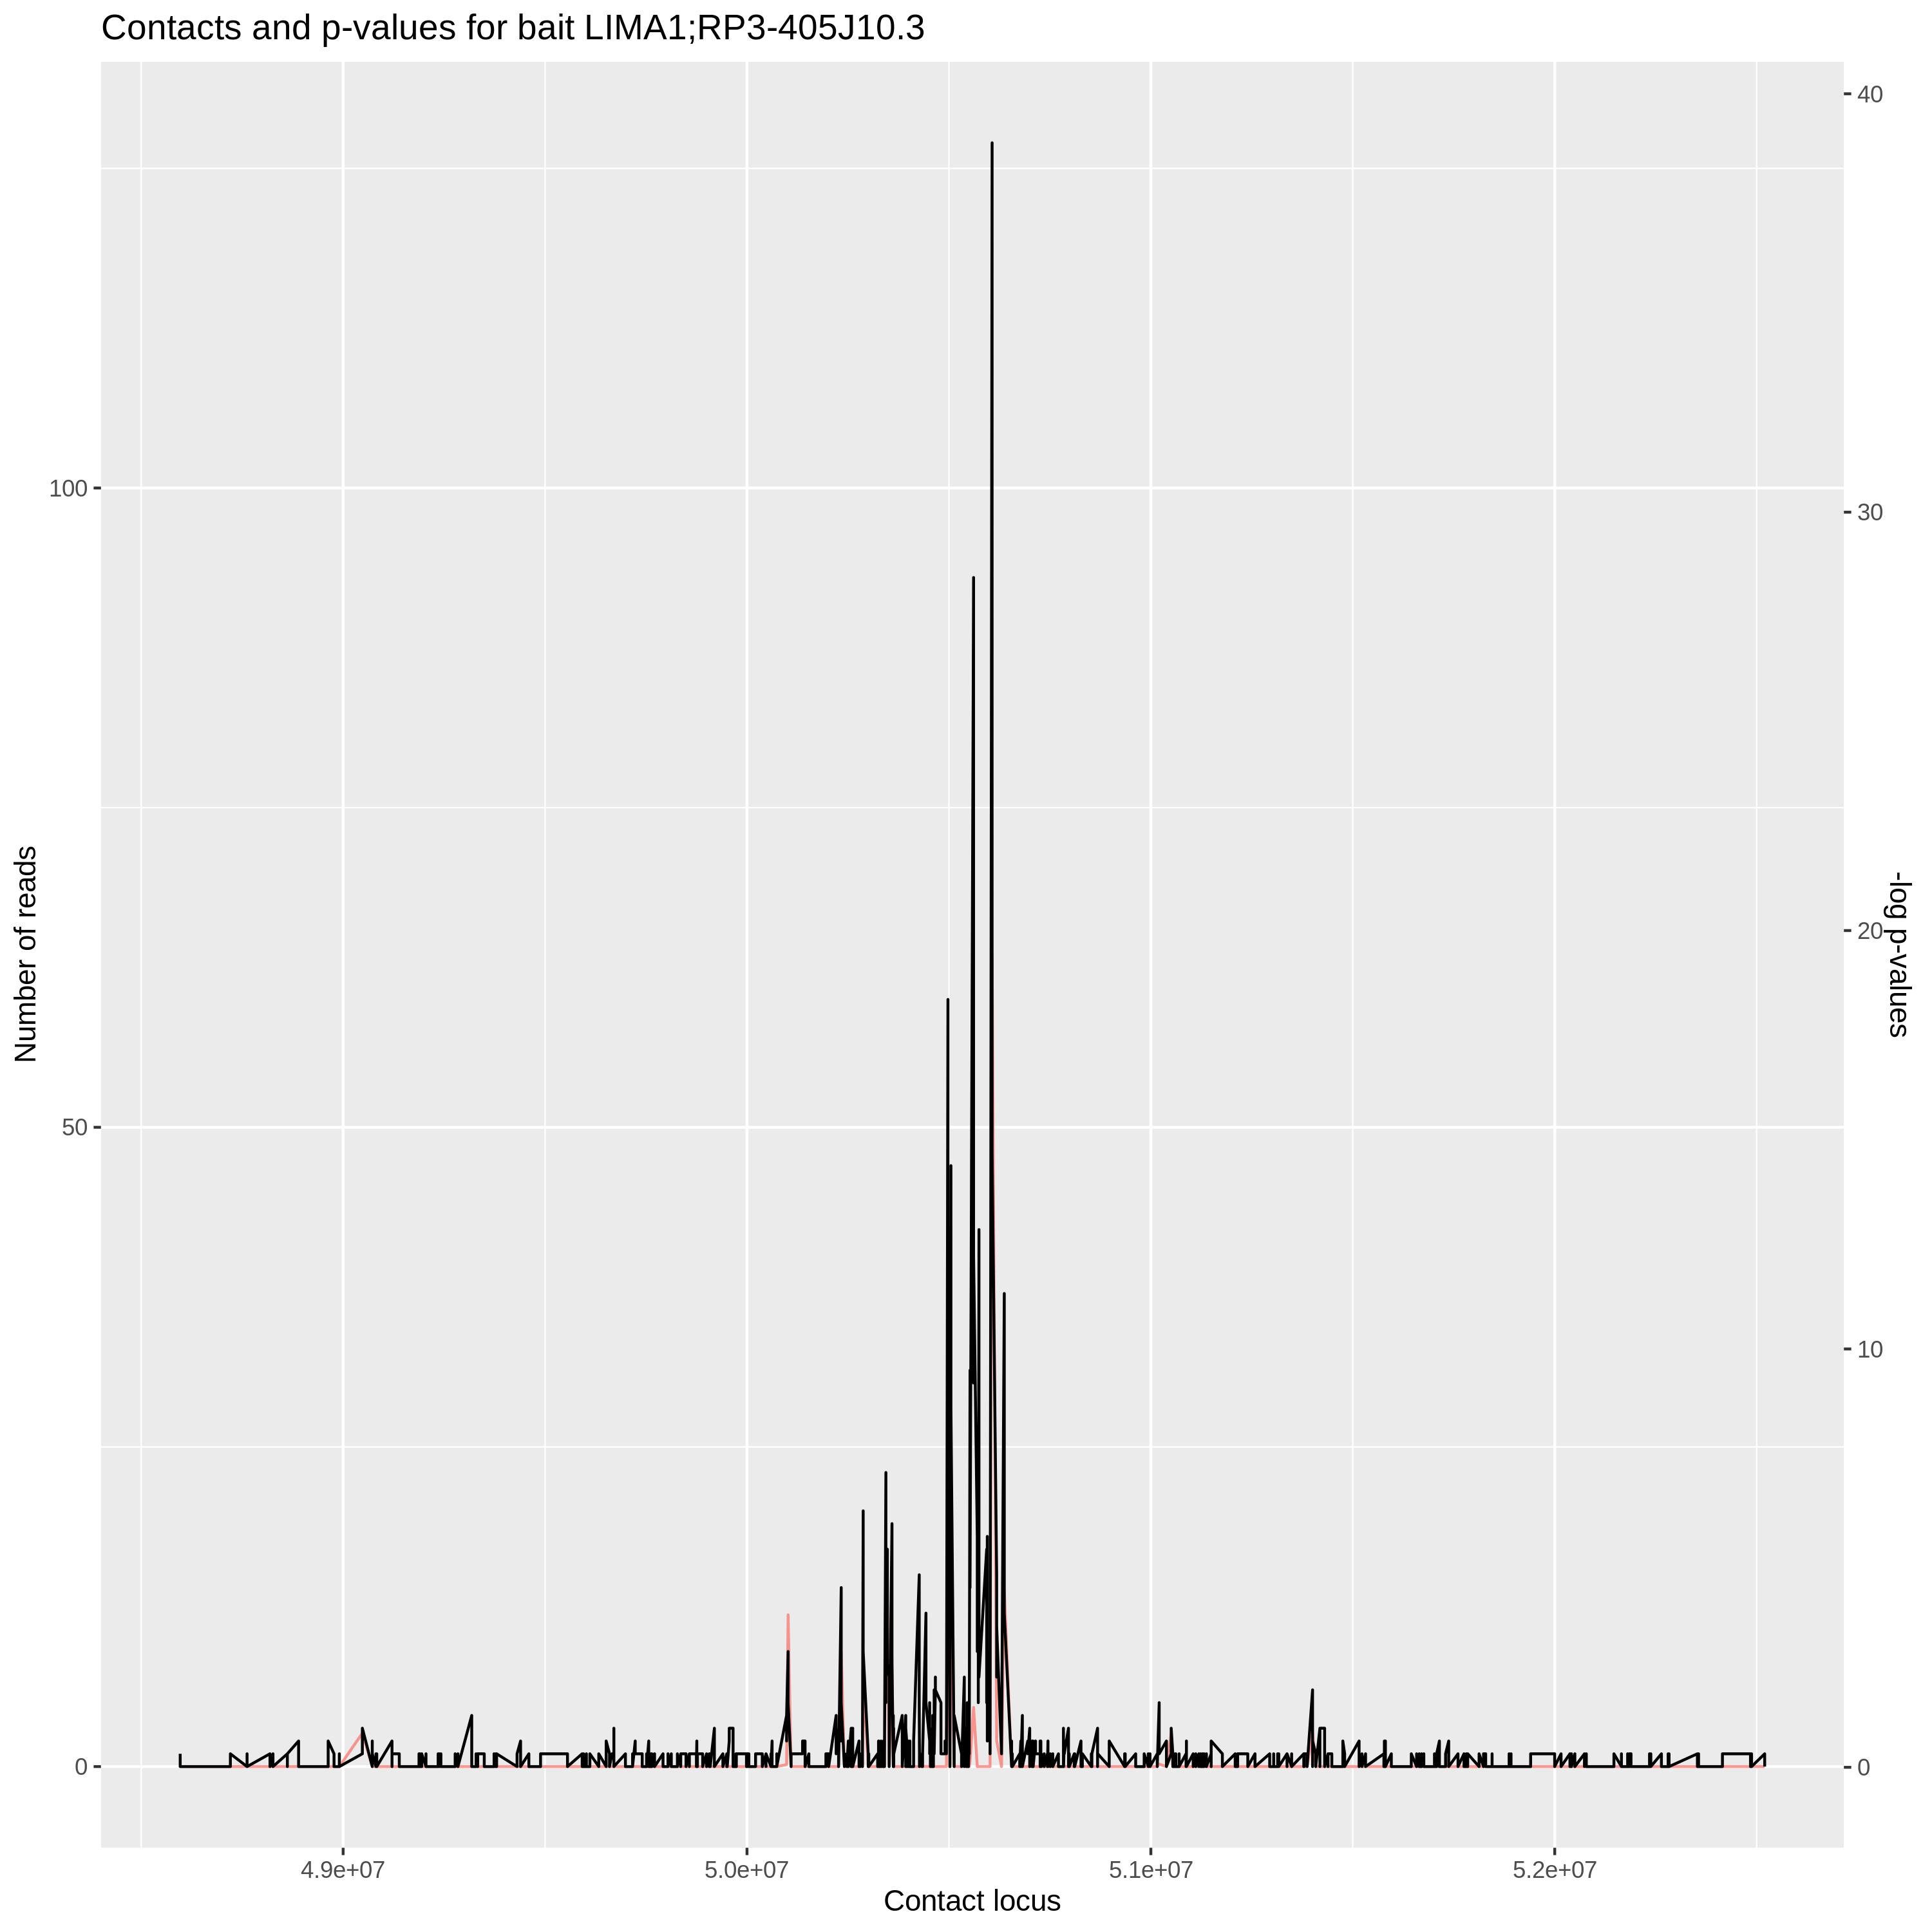 Contacts and p-values for bait LIMA1;RP3-405J10.3
Number of reads
100
50
0
40
30
20
10
0
-log p-values
4.9e+07 5.0e+07 5.1e+07 5.2e+07
Contact locus